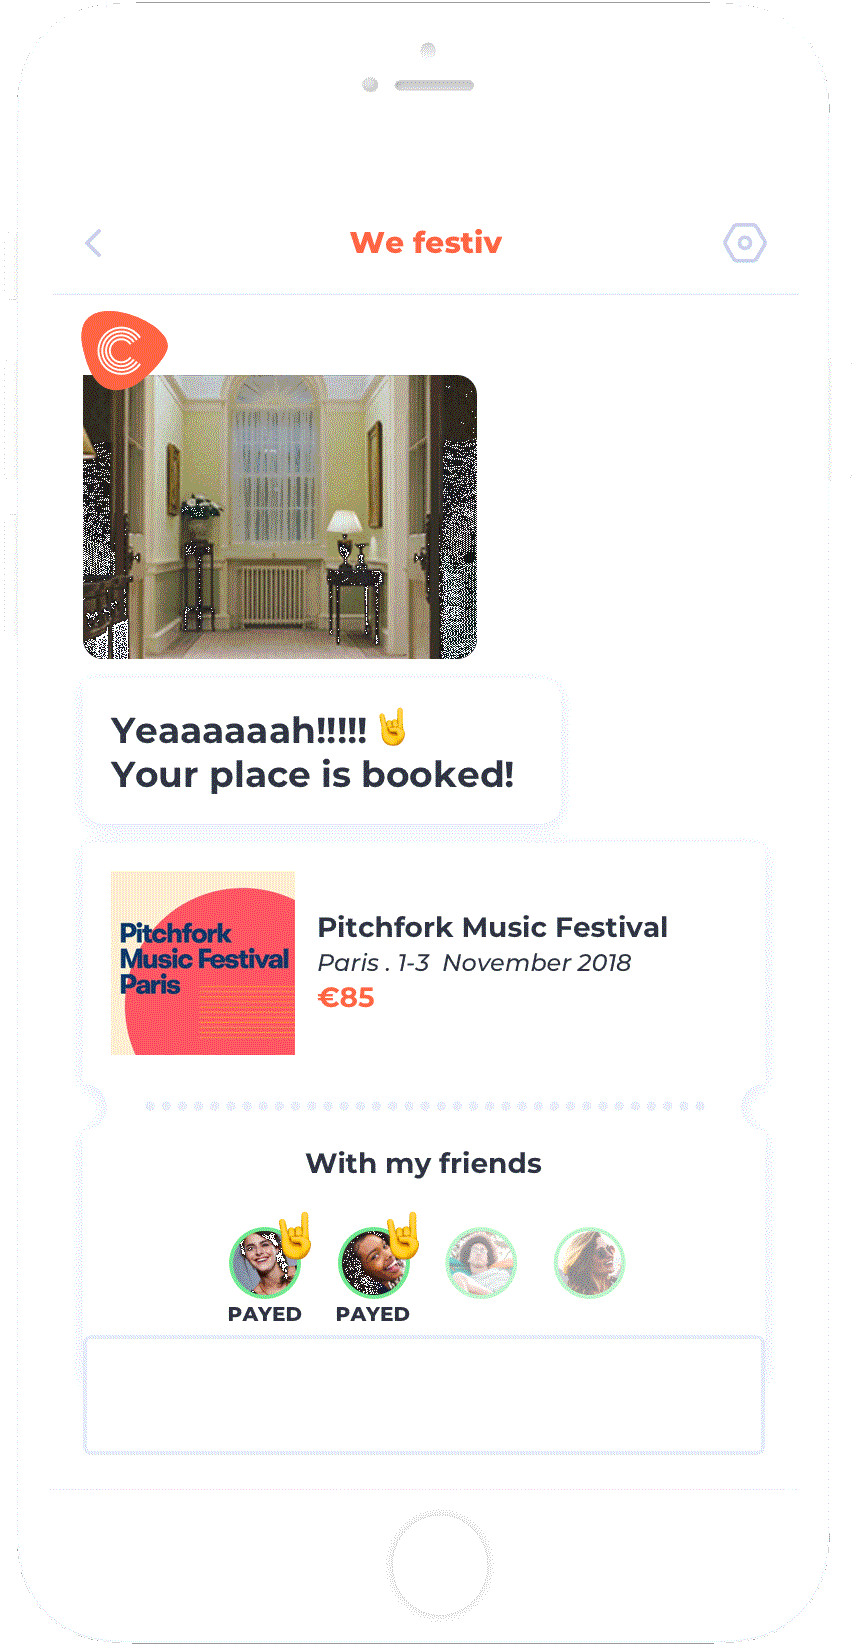 We festiv
Yeaaaaaah!!!!! 🤘
Your place is booked!
Pitchfork
Music Festival
Paris
Pitchfork Music Festival
Paris . 1-3 November 2018
€85
With my friends
PAYED PAYED